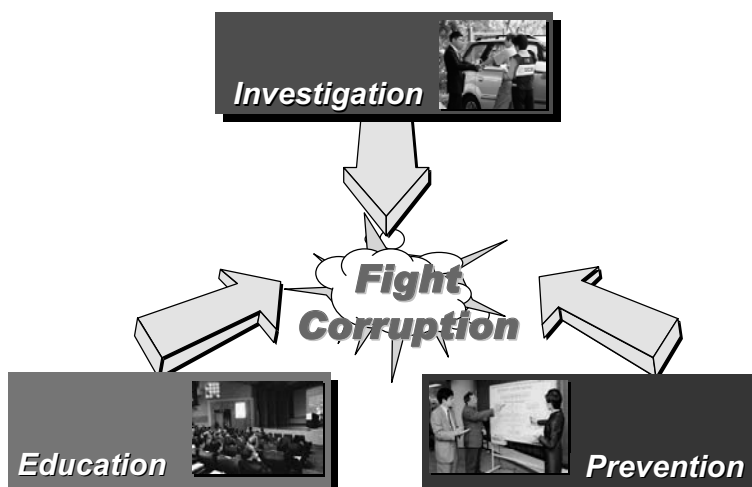 Investigation
Fight
Corruption
Education
Prevention